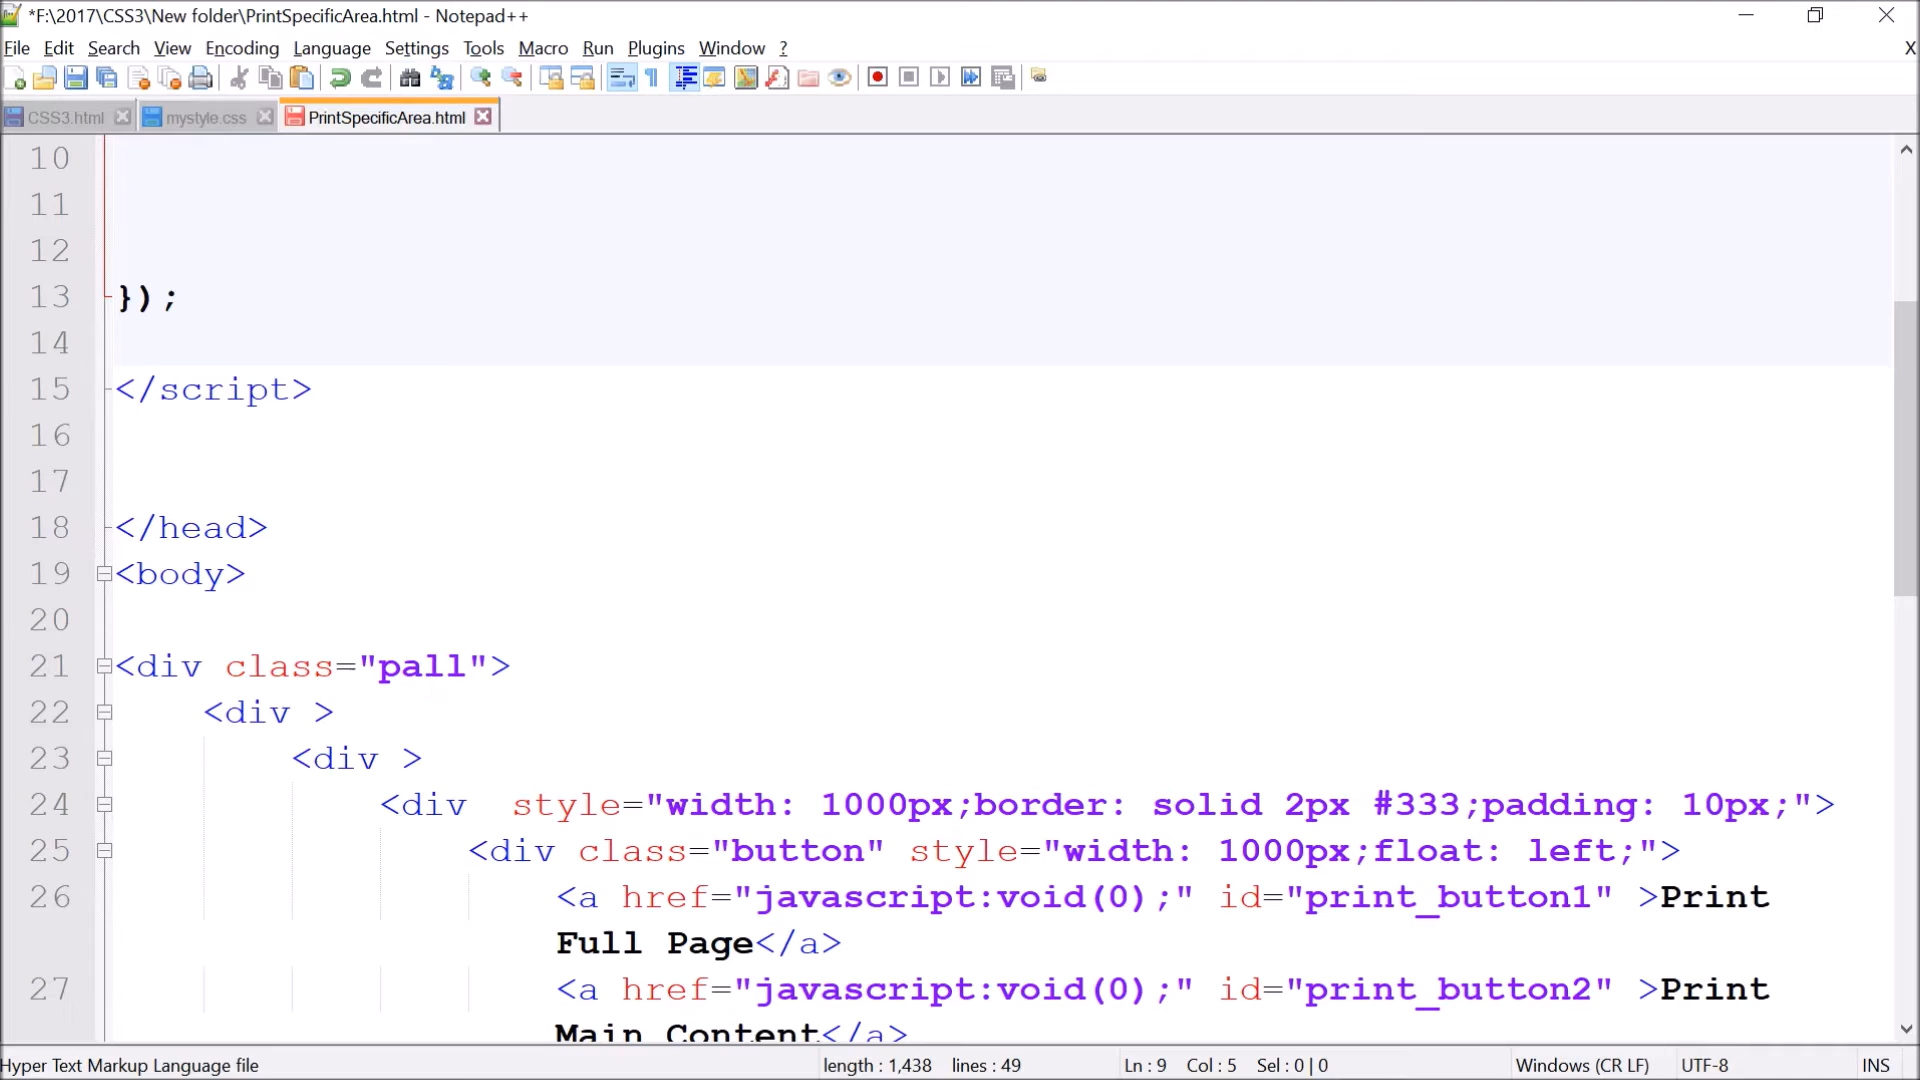 *F:\2017\CSS3\New folder\PrintSpecificArea.html - Notepad++
File Edit Search View Encoding Language Settings Tools Macro Run Plugins Window ? X
CSS3.html mystyle.css PrintSpecificArea.html
10
11
12
13 });
14
15 </script>
16
17
18 </head>
19 <body>
20
21 <div class="pall">
22 <div >
23 <div >
24 <div  style="width: 1000px;border: solid 2px #333;padding: 10px;">
25 <div class="button" style="width: 1000px;float: left;">
26 <a href="javascript:void(0);" id="print_button1" >Print
Full Page</a>
27 <a href="javascript:void(0);" id="print_button2" >Print
Main Content</a>
Hyper Text Markup Language file length : 1,438 lines : 49 Ln : 9 Col : 5 Sel : 0 | 0 Windows (CR LF) UTF-8 INS